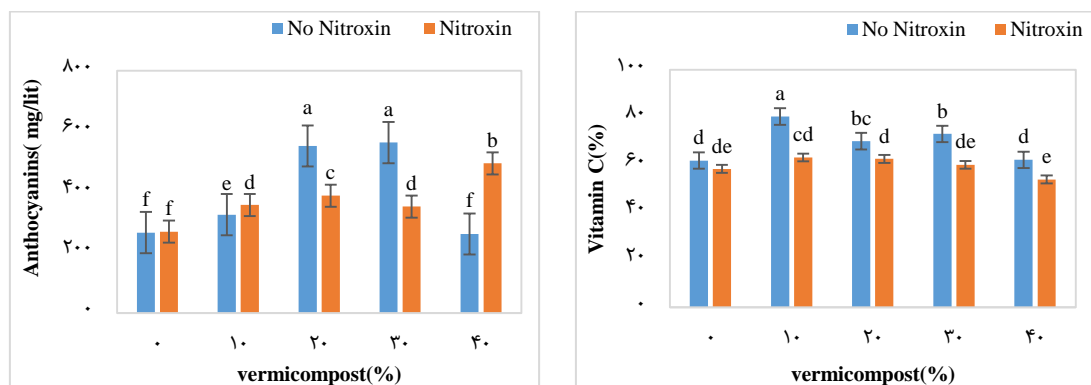 No Nitroxin Nitroxin
Anthocyanins( mg/lit)
۸۰۰
۶۰۰
۴۰۰
۲۰۰
۰
f f e d a c a d f b
۰ ۱۰ ۲۰ ۳۰ ۴۰
vermicompost(%)
No Nitroxin Nitroxin
Vitamin C(%)
۱۰۰
۸۰
۶۰
۴۰
۲۰
۰
d de a cd bc d b de d e
۰ ۱۰ ۲۰ ۳۰ ۴۰
vermicompost(%)